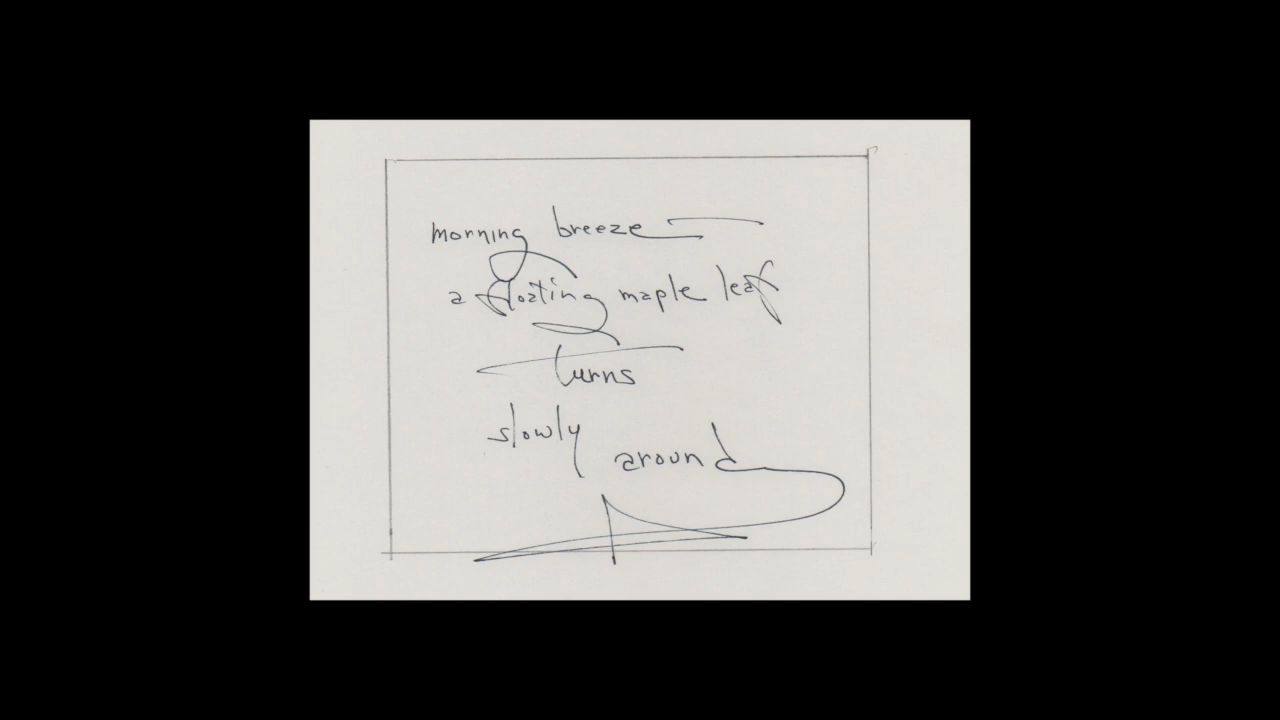 morning breeze —
a floating maple leaf
turns
slowly
around